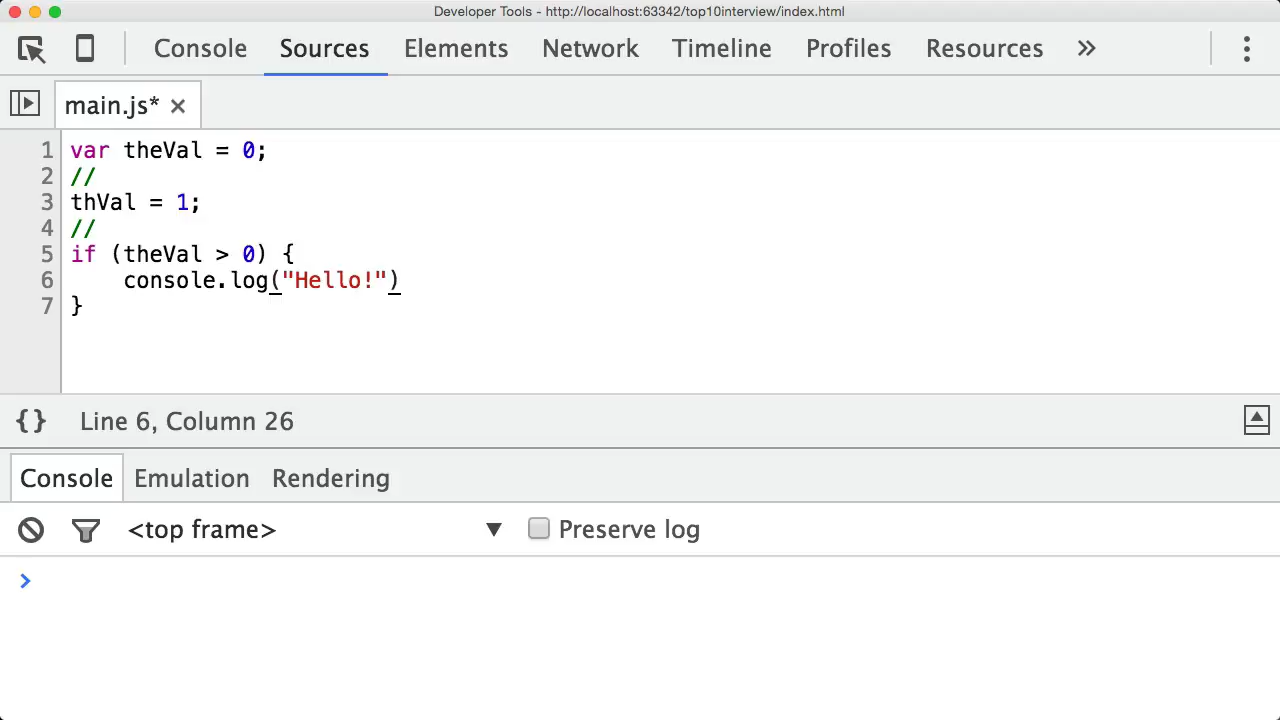 Developer Tools - http://localhost:63342/top10interview/index.html
Console Sources Elements Network Timeline Profiles Resources »
main.js* ×
1 var theVal = 0;
2 //
3 thVal = 1;
4 //
5 if (theVal > 0) {
6     console.log("Hello!")
7 }
{} Line 6, Column 26
Console Emulation Rendering
<top frame> ▼ Preserve log
>